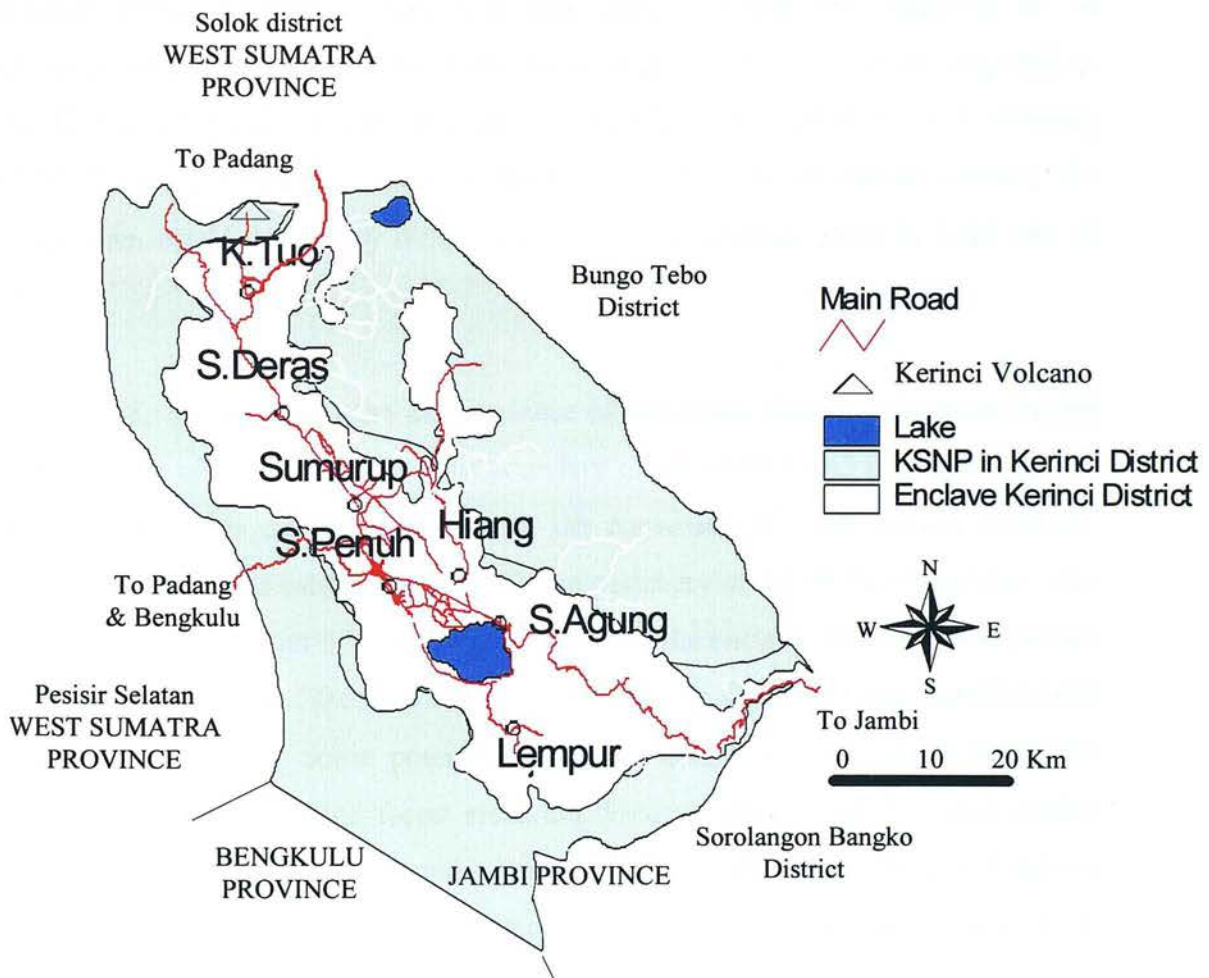 Solok district
WEST SUMATRA
PROVINCE
To Padang
K.Tuo
Bungo Tebo
District
Main Road
S.Deras
Kerinci Volcano
Lake
KSNP in Kerinci District
Enclave Kerinci District
Sumurup
Hiang
S.Penuh
To Padang
& Bengkulu
S.Agung
N
W
E
S
Pesisir Selatan
WEST SUMATRA
PROVINCE
To Jambi
Lempur
0 10 20 Km
Sorolangon Bangko
District
BENGKULU
PROVINCE
JAMBI PROVINCE